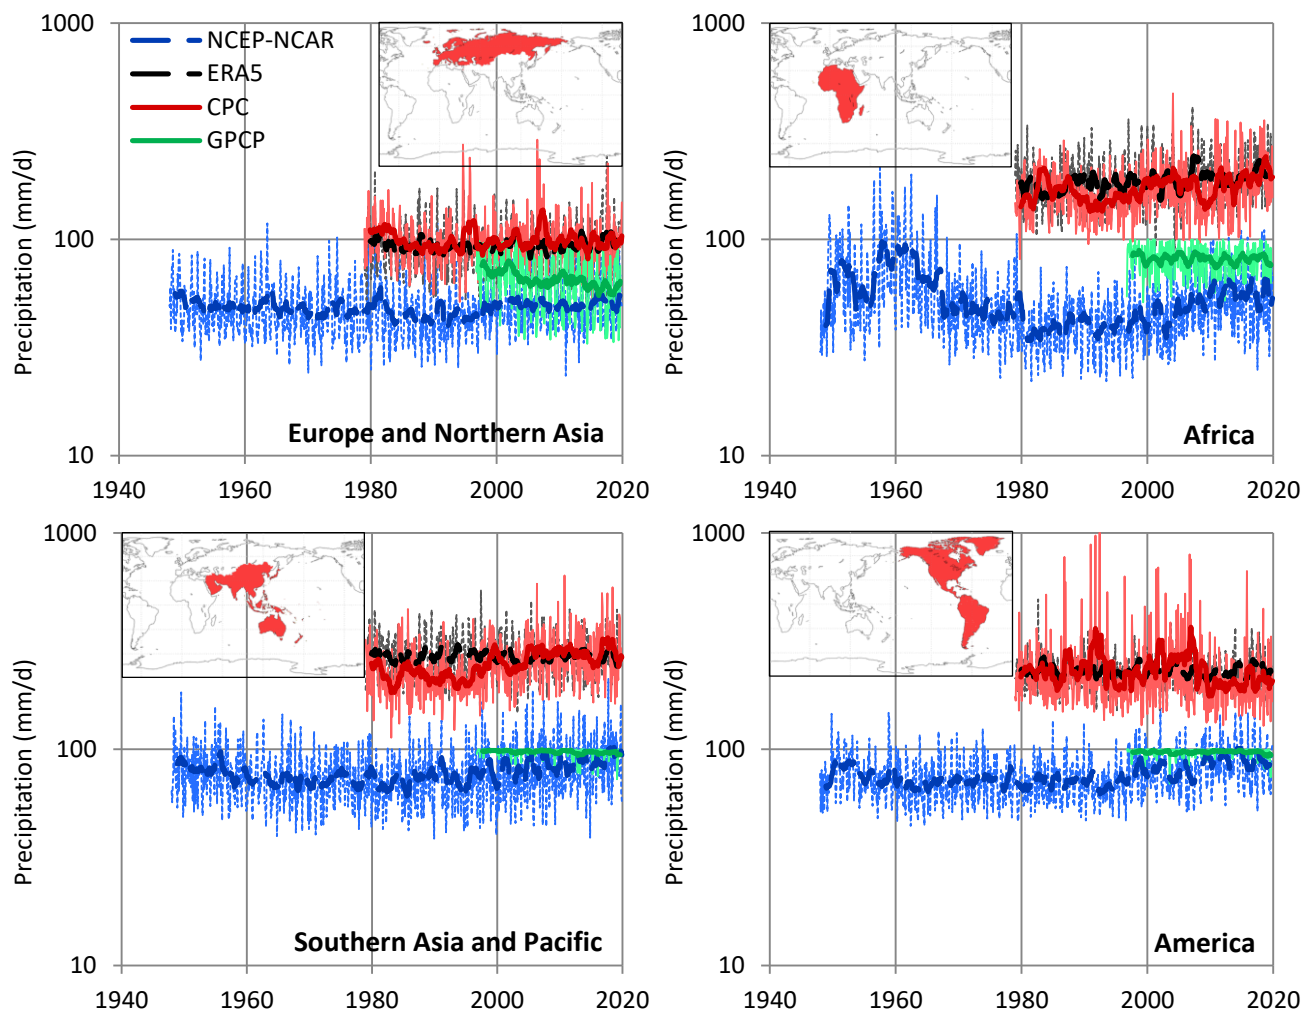 1000
100
10
Precipitation (mm/d)
NCEP-NCAR
ERA5
CPC
GPCP
Europe and Northern Asia
1940 1960 1980 2000 2020
1000
100
10
Precipitation (mm/d)
Africa
1940 1960 1980 2000 2020
1000
100
10
Precipitation (mm/d)
Southern Asia and Pacific
1940 1960 1980 2000 2020
1000
100
10
Precipitation (mm/d)
America
1940 1960 1980 2000 2020